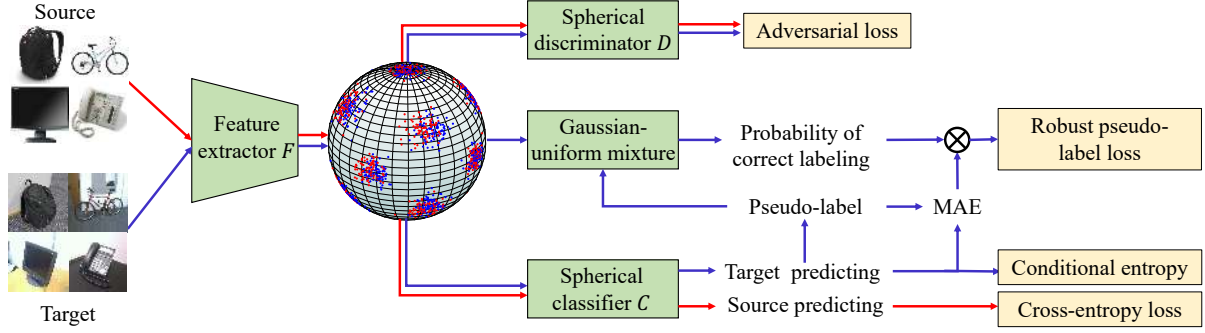 Source
Target
Feature
extractor F
Spherical
discriminator D
Adversarial loss
Gaussian-
uniform mixture
Probability of
correct labeling
Robust pseudo-
label loss
Pseudo-label
MAE
Spherical
classifier C
Target predicting
Source predicting
Conditional entropy
Cross-entropy loss